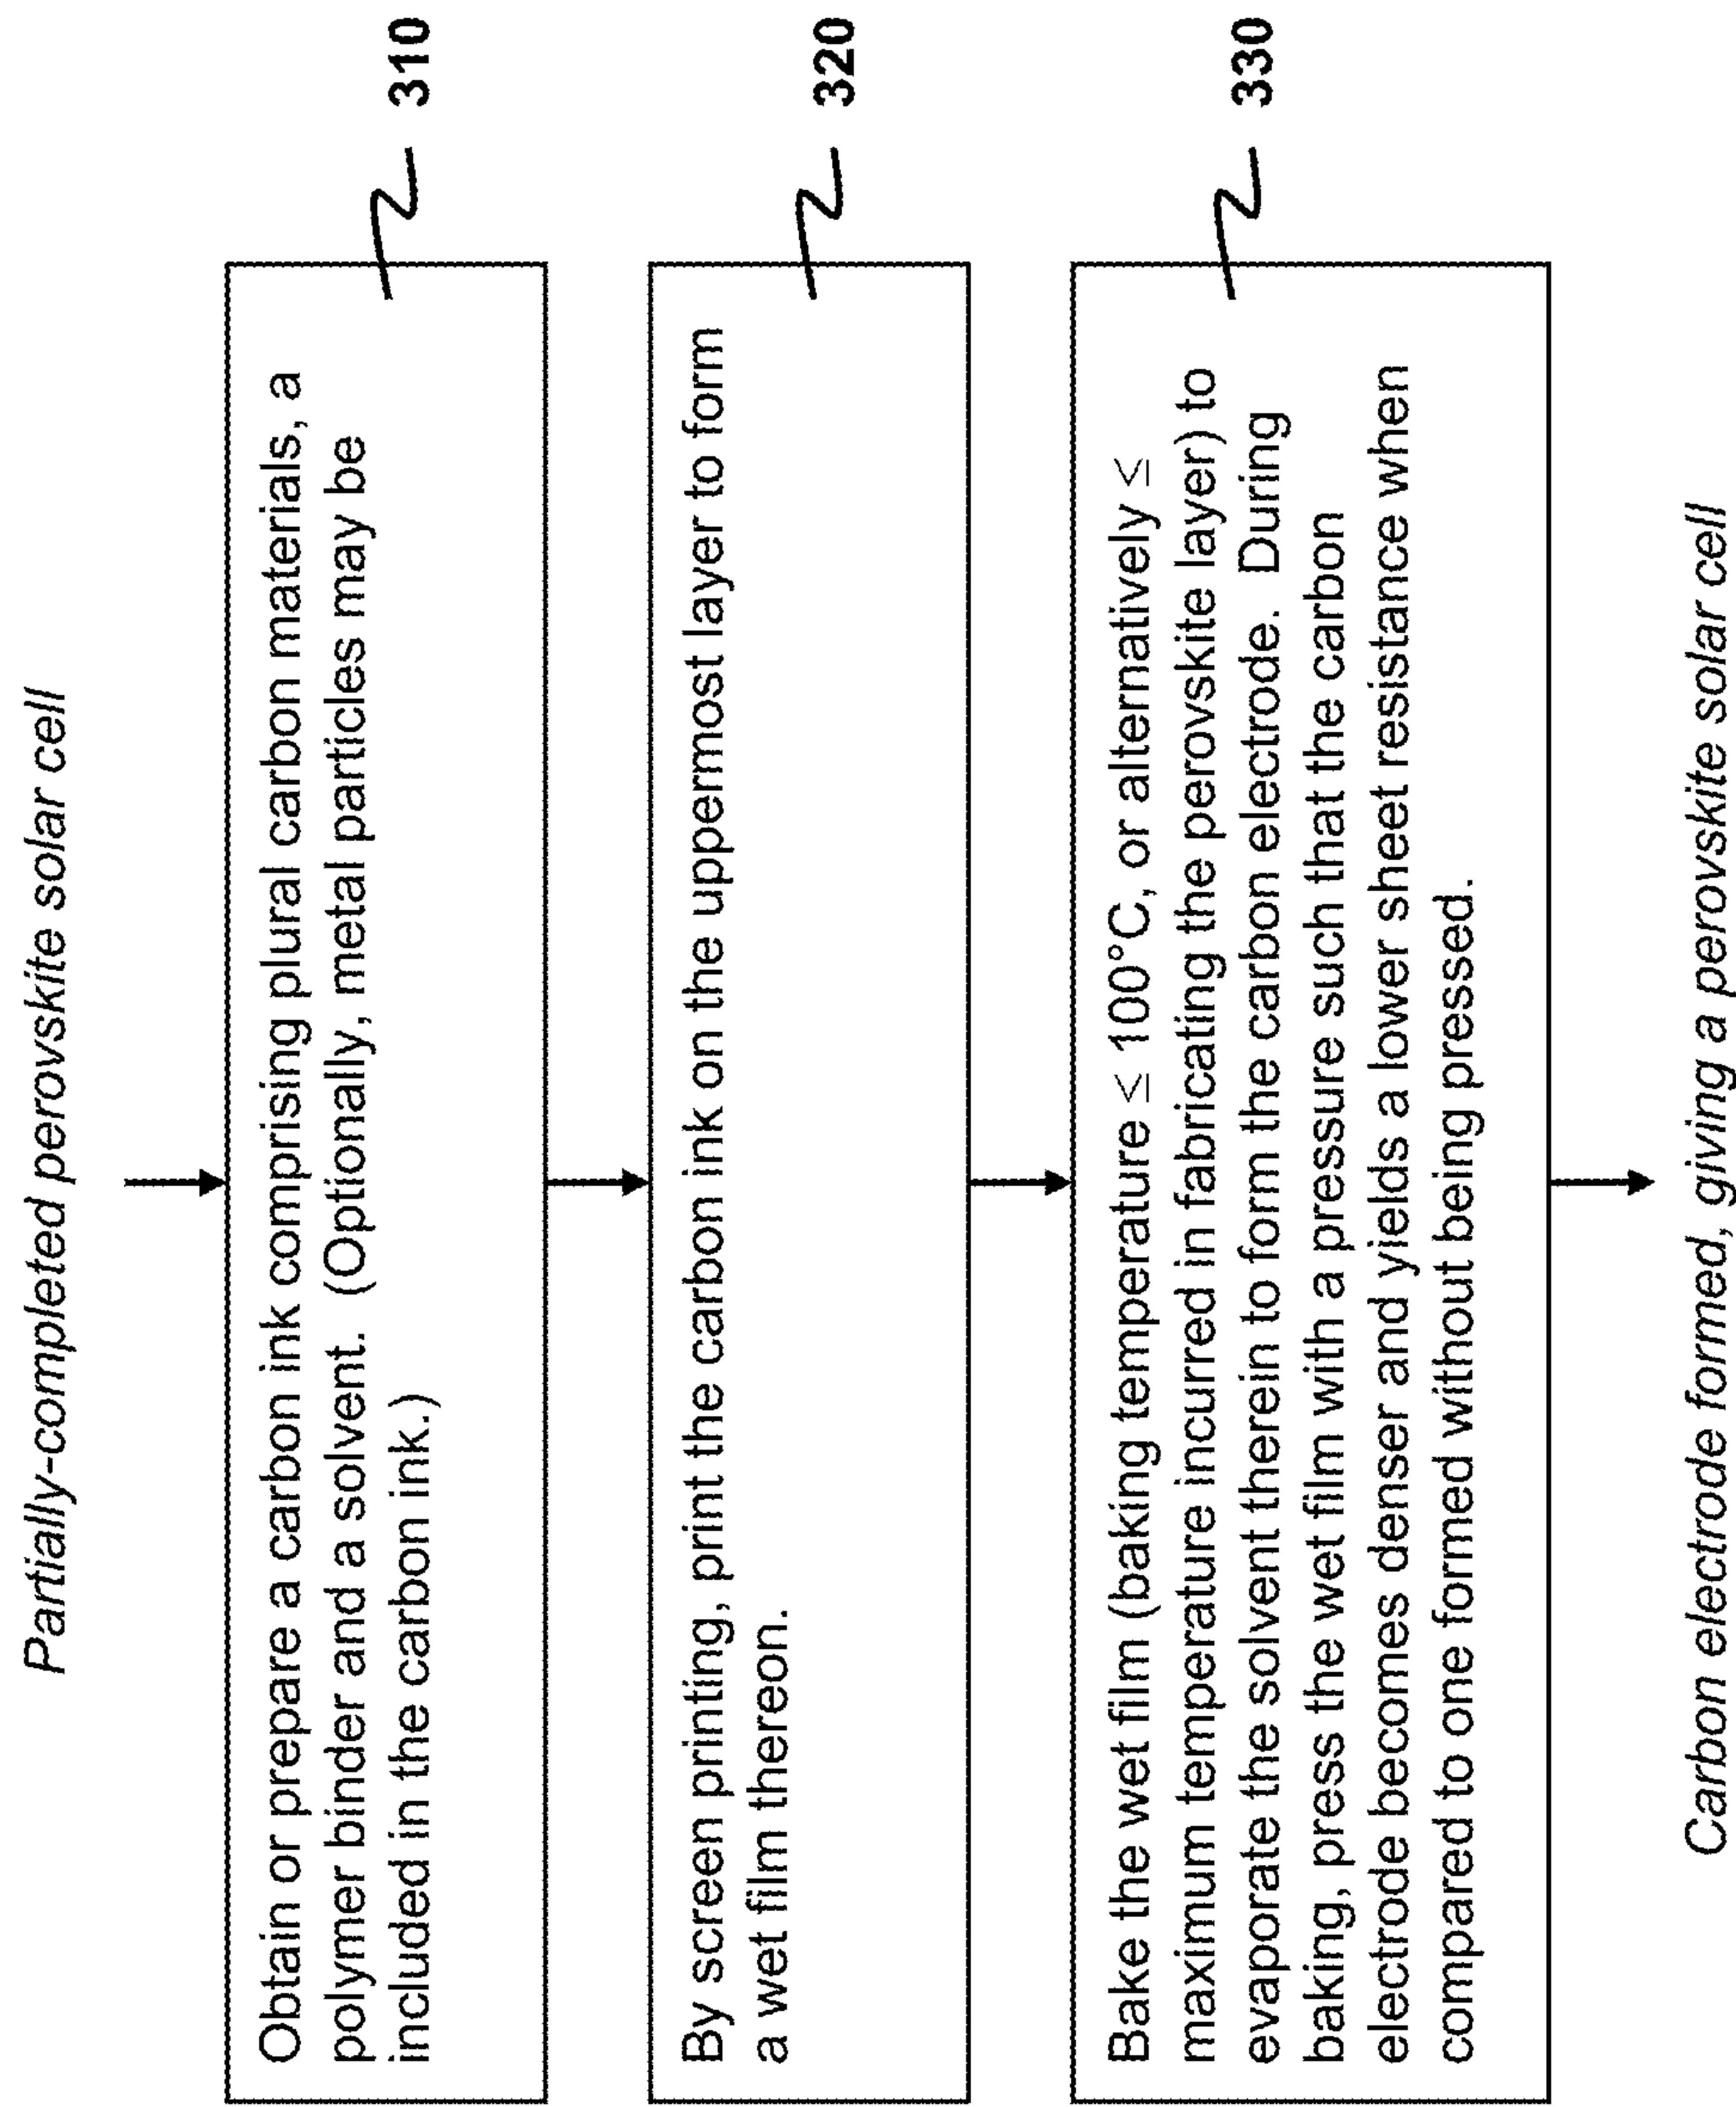 Partially-completed perovskite solar cell
Obtain or prepare a carbon ink comprising plural carbon materials, a
polymer binder and a solvent. (Optionally, metal particles may be
included in the carbon ink.)
310
By screen printing, print the carbon ink on the uppermost layer to form
a wet film thereon.
320
Bake the wet film (baking temperature ≤ 100°C, or alternatively ≤
maximum temperature incurred in fabricating the perovskite layer) to
evaporate the solvent therein to form the carbon electrode. During
baking, press the wet film with a pressure such that the carbon
electrode becomes denser and yields a lower sheet resistance when
compared to one formed without being pressed.
330
Carbon electrode formed, giving a perovskite solar cell